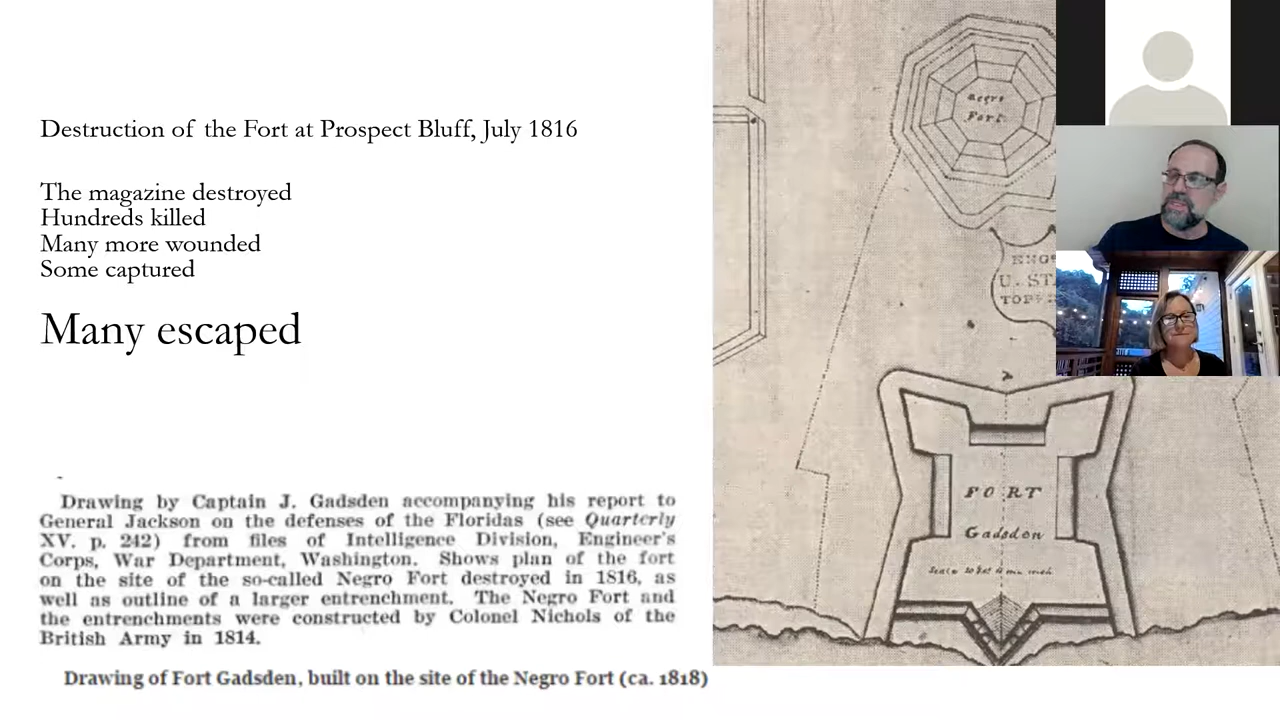 Destruction of the Fort at Prospect Bluff, July 1816
The magazine destroyed
Hundreds killed
Many more wounded
Some captured
Many escaped
Drawing by Captain J. Gadsden accompanying his report to
General Jackson on the defenses of the Floridas (see Quarterly
XV. p. 242) from files of Intelligence Division, Engineer's
Corps, War Department, Washington. Shows plan of the fort
on the site of the so-called Negro Fort destroyed in 1816, as
well as outline of a larger entrenchment. The Negro Fort and
the entrenchments were constructed by Colonel Nichols of the
British Army in 1814.
Drawing of Fort Gadsden, built on the site of the Negro Fort (ca. 1818)
Negro
Fort
U. ST
FORT
Gadsden